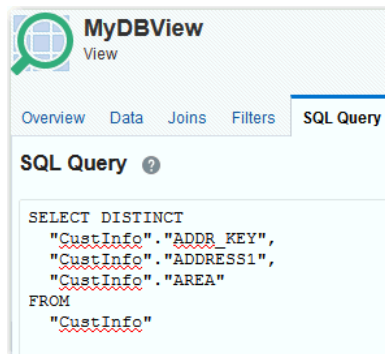 MyDBView
View
Overview Data Joins Filters SQL Query
SQL Query ?
SELECT DISTINCT
"CustInfo"."ADDR_KEY",
"CustInfo"."ADDRESS1",
"CustInfo"."AREA"
FROM
"CustInfo"